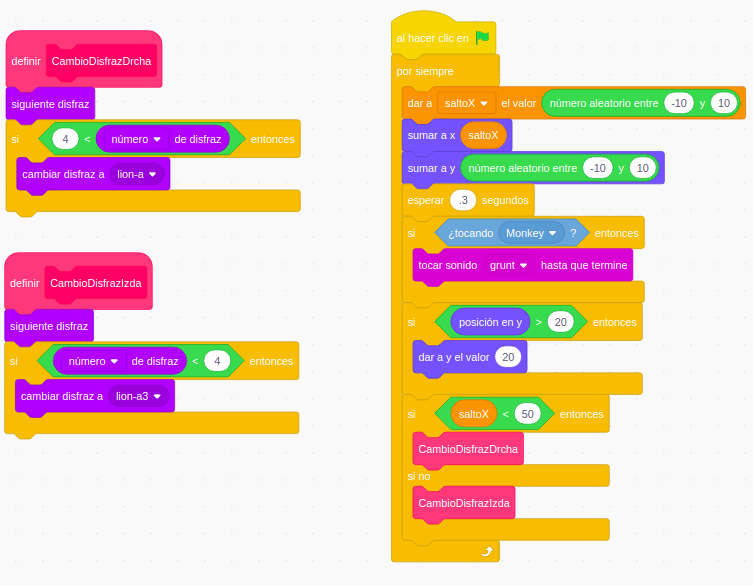 definir CambioDisfrazDrcha
siguiente disfraz
si 4 < número de disfraz entonces
cambiar disfraz a lion-a
definir CambioDisfrazIzda
siguiente disfraz
si número de disfraz < 4 entonces
cambiar disfraz a lion-a3
al hacer clic en
por siempre
dar a saltoX el valor número aleatorio entre -10 y 10
sumar a x saltoX
sumar a y número aleatorio entre -10 y 10
esperar .3 segundos
si ¿tocando Monkey ? entonces
tocar sonido grunt hasta que termine
si posición en y > 20 entonces
dar a y el valor 20
si saltoX < 50 entonces
CambioDisfrazDrcha
si no
CambioDisfrazIzda